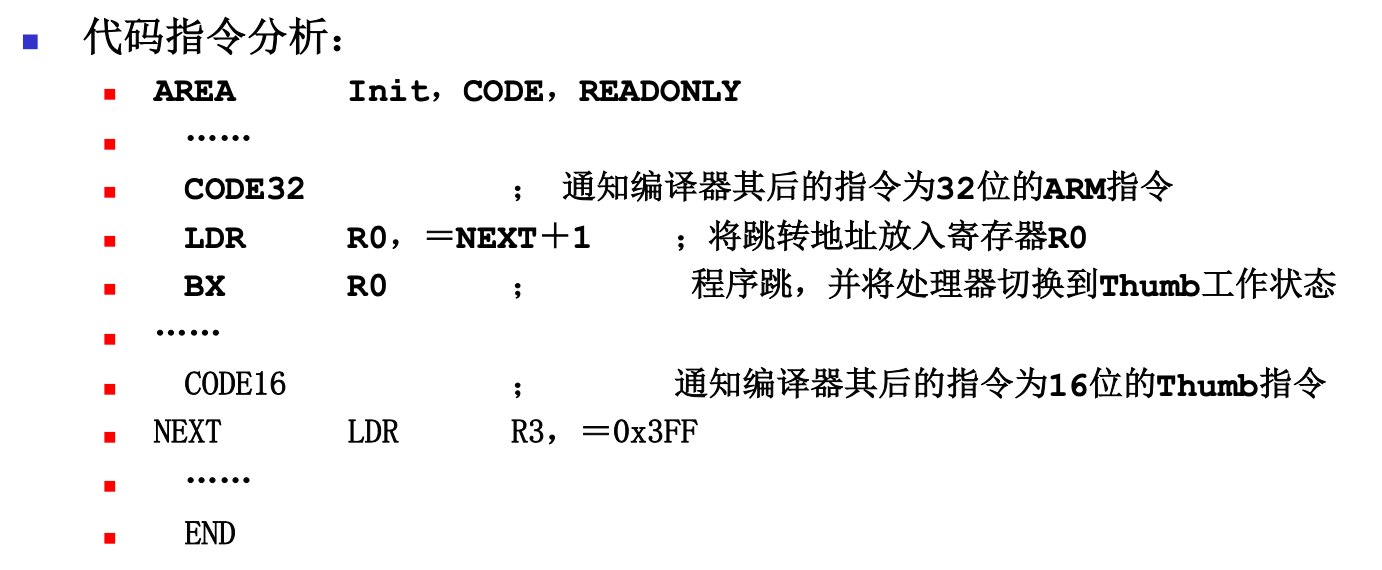 代码指令分析：
AREA Init，CODE，READONLY
……
CODE32 ； 通知编译器其后的指令为32位的ARM指令
LDR R0，＝NEXT＋1 ；将跳转地址放入寄存器R0
BX R0 ； 程序跳，并将处理器切换到Thumb工作状态
……
CODE16 ； 通知编译器其后的指令为16位的Thumb指令
NEXT LDR R3，＝0x3FF
……
END